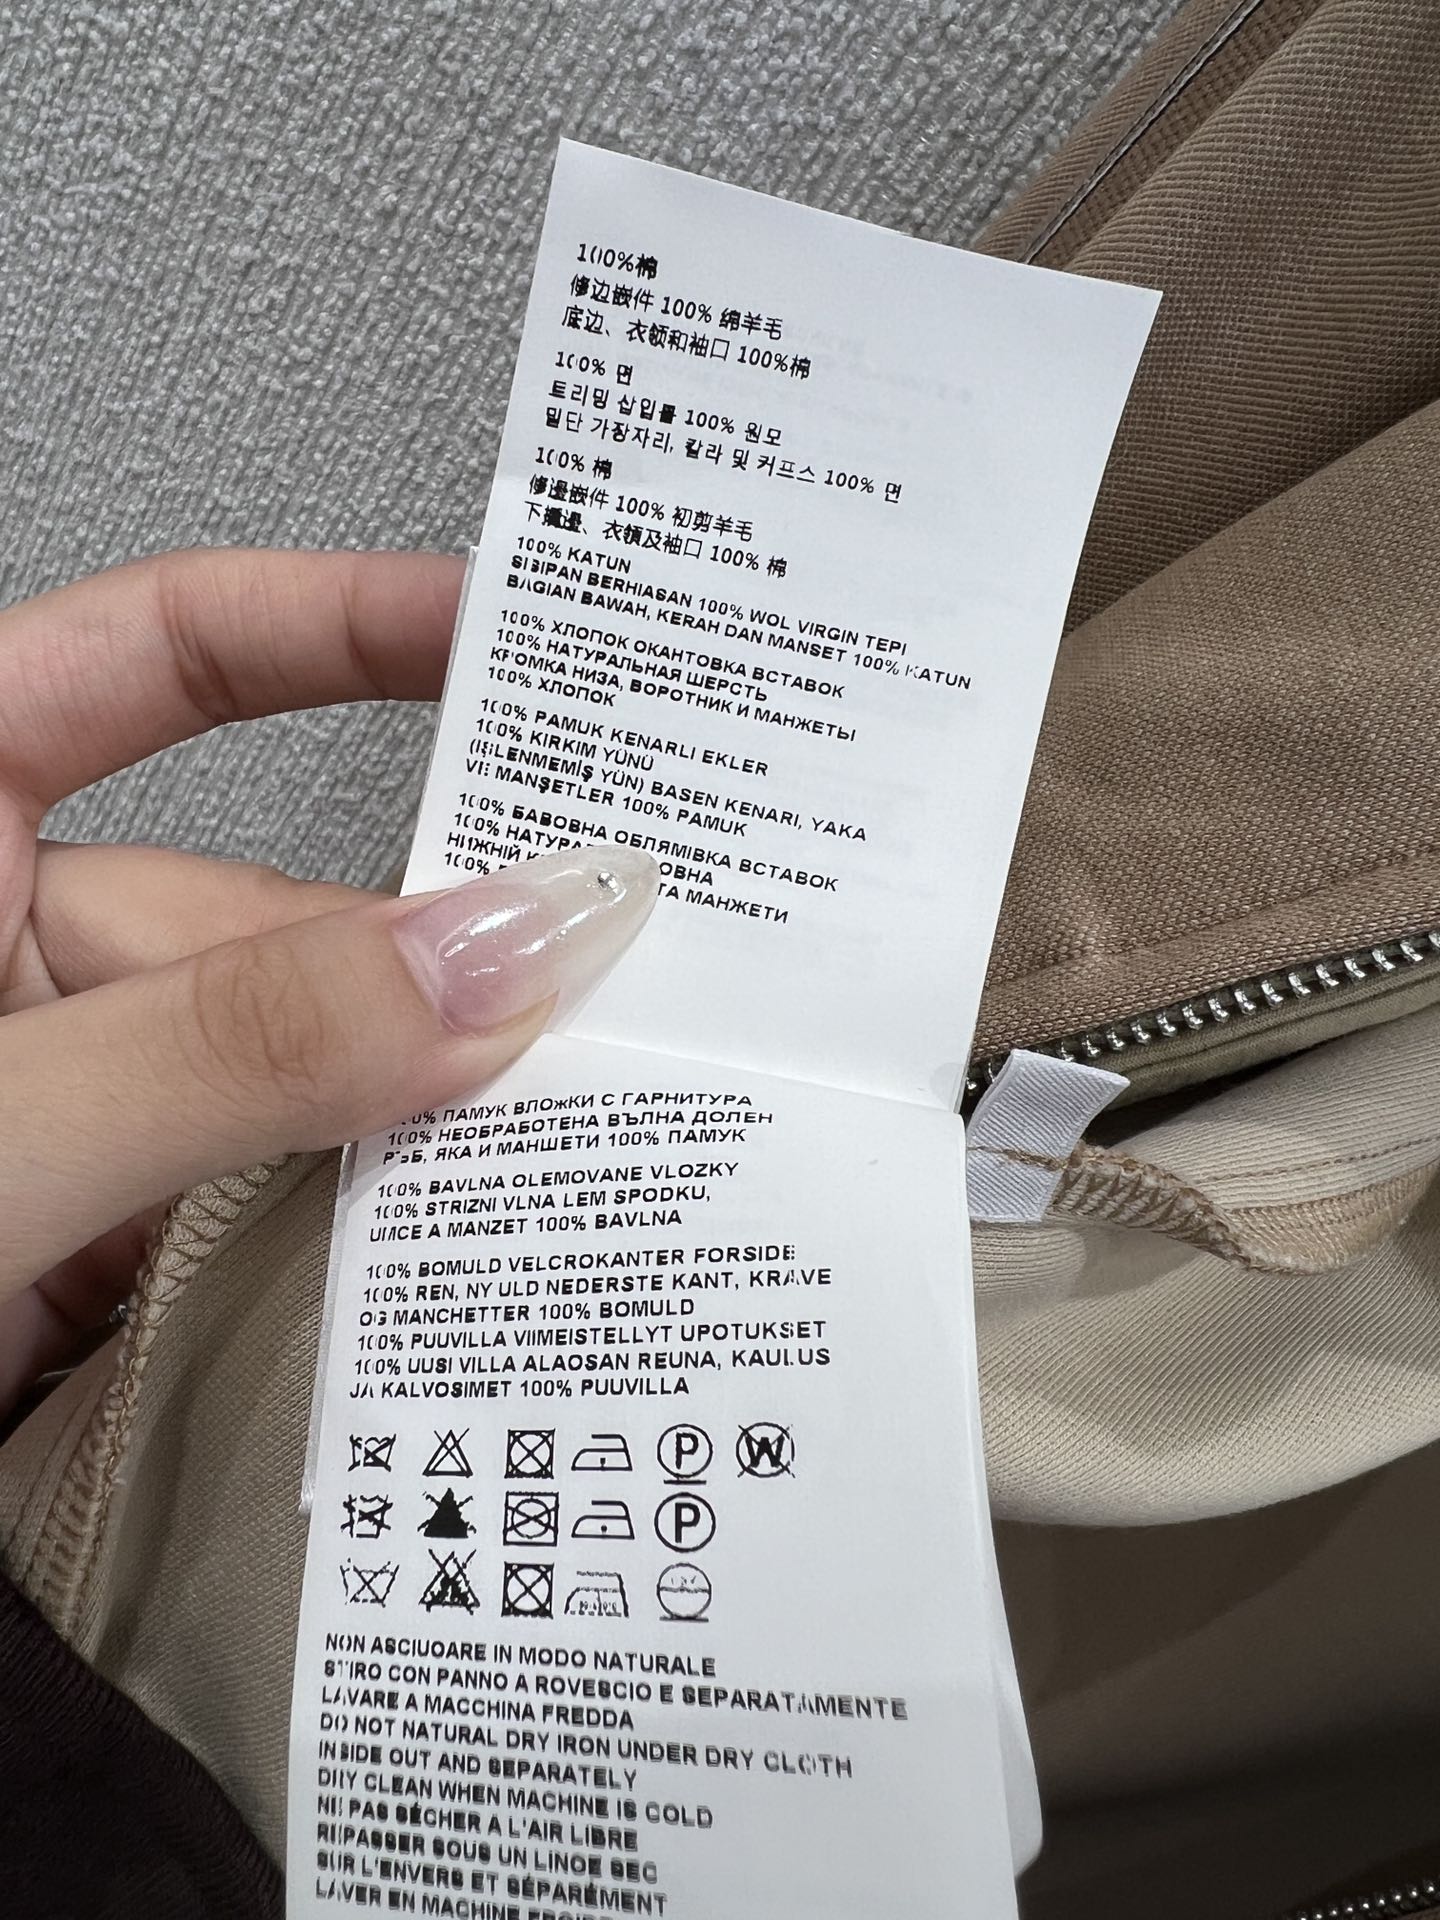 100%棉
修边嵌件 100% 绵羊毛
底边、衣领和袖口 100%棉
100% 면
트리밍 삽입률 100% 원모
밑단 가장자리, 칼라 및 커프스 100% 면
100% 棉
修邊嵌件 100% 初剪羊毛
下擺邊、衣領及袖口 100% 棉
100% KATUN
SISIPAN BERHIASAN 100% WOL VIRGIN TEPI
BAGIAN BAWAH, KERAH DAN MANSET 100% KATUN
100% ХЛОПОК ОКАНТОВКА ВСТАВОК
100% НАТУРАЛЬНАЯ ШЕРСТЬ
КРОМКА НИЗА, ВОРОТНИК И МАНЖЕТЫ
100% ХЛОПОК
100% PAMUK KENARLI EKLER
100% KIRKIM YÜNÜ
(IŞLENMEMİŞ YÜN) BASEN KENARI, YAKA
VE MANŞETLER 100% PAMUK
100% БАВОВНА ОБЛЯМІВКА ВСТАВОК
100%
НИЖНІЙ ТА МАНЖЕТИ
100%
100% ПАМУК ВЛОЖКИ С ГАРНИТУРА
100% НЕОБРАБОТЕНА ВЪЛНА ДОЛЕН
РЪБ, ЯКА И МАНШЕТИ 100% ПАМУК
100% BAVLNA OLEMOVANE VLOZKY
100% STRIZNI VLNA LEM SPODKU,
UMCE A MANZET 100% BAVLNA
100% BOMULD VELCROKANTER FORSIDE
100% REN, NY ULD NEDERSTE KANT, KRAVE
OG MANCHETTER 100% BOMULD
100% PUUVILLA VIIMEISTELLYT UPOTUKSET
100% UUSI VILLA ALAOSAN REUNA, KAULUS
JA KALVOSIMET 100% PUUVILLA
P W
P
NON ASCIUOARE IN MODO NATURALE
STIRO CON PANNO A ROVESCIO E SEPARATAMENTE
LAVARE A MACCHINA FREDDA
DO NOT NATURAL DRY IRON UNDER DRY CLOTH
INSIDE OUT AND SEPARATELY
DRY CLEAN WHEN MACHINE IS COLD
NE PAS SÉCHER À L'AIR LIBRE
REPASSER SOUS UN LINGE SEC
SUR L'ENVERS ET SÉPARÉMENT
LAVER EN MACHINE